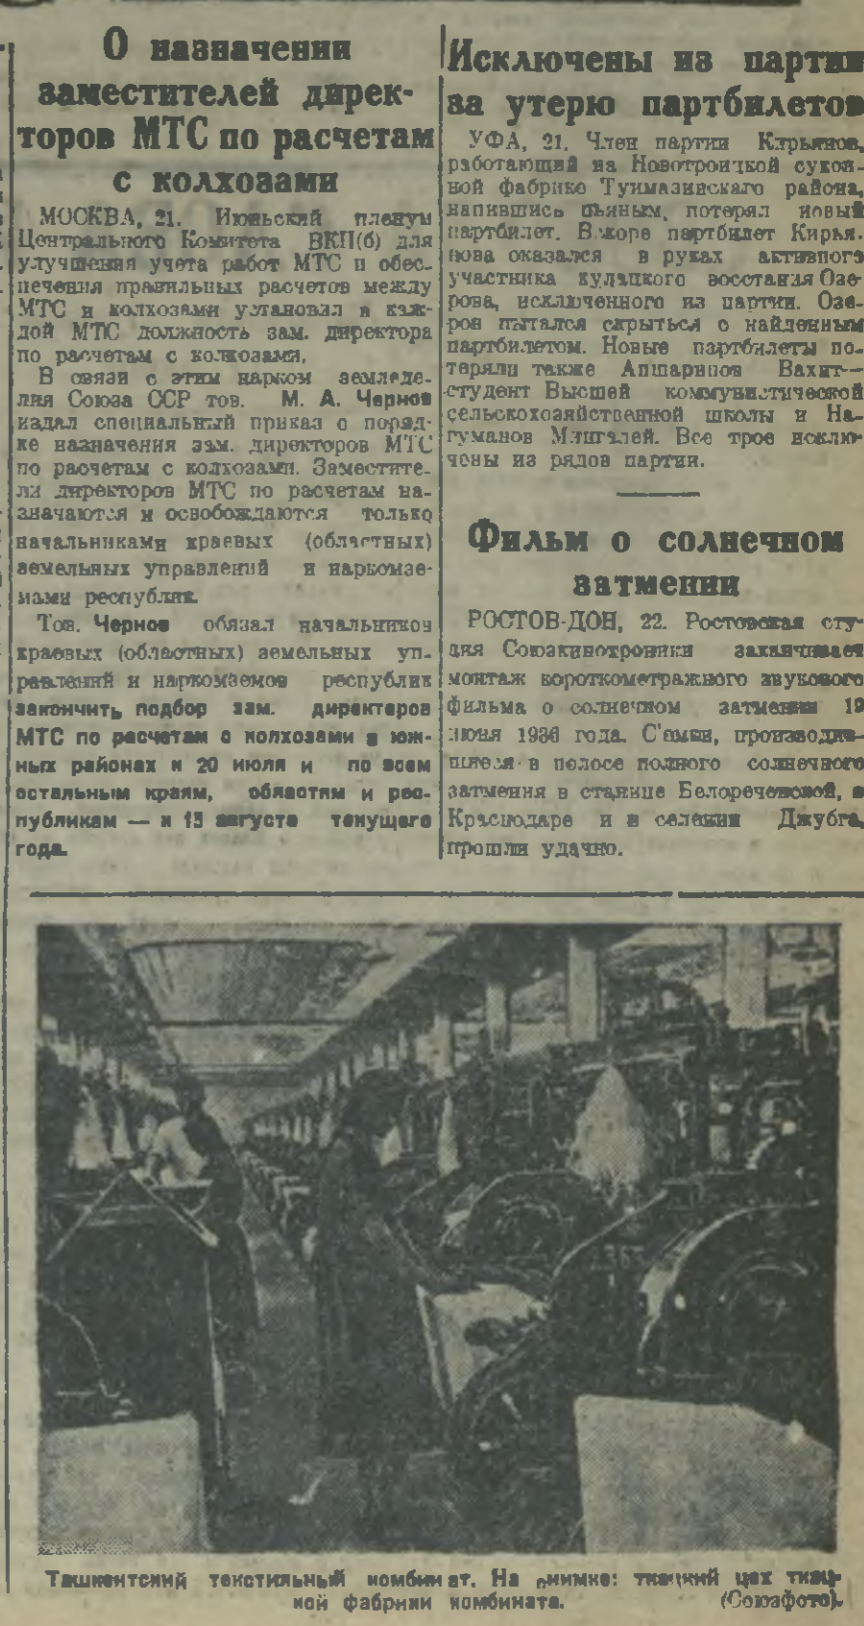 О назначении
заместителей дирек-
торов МТС по расчетам
с колхозами
МОСКВА, 21. Июньский пленум
Центрального Комитета ВКП(б) для
улучшения учета работ МТС и обес-
печения правильных расчетов между
МТС и колхозами установил в каж-
дой МТС должность зам. директора
по расчетам с колхозами.
В связи с этим нарком земледе-
лия Союза ССР тов. М. А. Чернов
издал специальный приказ о поряд-
ке назначения зам. директоров МТС
по расчетам с колхозами. Заместите-
ли директоров МТС по расчетам на-
значаются и освобождаются только
начальниками краевых (областных)
земельных управлений и наркомзе-
мами республик.
Тов. Чернов обязал начальников
краевых (областных) земельных уп-
равлений и наркомземов республик
закончить подбор зам. директоров
МТС по расчетам с колхозами в юж-
ных районах к 20 июля и по всем
остальным краям, областям и рес-
публикам — к 15 августа текущего
года.
Исключены из партии
за утерю партбилетов
УФА, 21. Член партии Кирьянов,
работающий на Новотроицкой сукон-
ной фабрике Туймазинскаго района,
напившись пьяным, потерял новый
партбилет. Вскоре партбилет Кирья-
нова оказался в руках активного
участника кулацкого восстания Озе-
рова, исключенного из партии. Озе-
ров пытался скрыться с найденным
партбилетом. Новые партбилеты по-
теряли также Апшарипов Вахит—
студент Высшей коммунистической
сельскохозяйственной школы и На-
гуманов Мингалей. Все трое исклю-
чены из рядов партии.
Фильм о солнечном
затмении
РОСТОВ-ДОН, 22. Ростовская сту-
дия Союзкинохроники заканчивает
монтаж короткометражного звукового
фильма о солнечном затмении 19
июня 1936 года. С'емки, производив-
шиеся в полосе полного солнечного
затмения в станице Белореченской, в
Краснодаре и в селении Джубга,
прошли удачно.
Ташкентский текстильный комбинат. На снимке: ткацкий цех ткац-
кой фабрики комбината. (Союзфото).